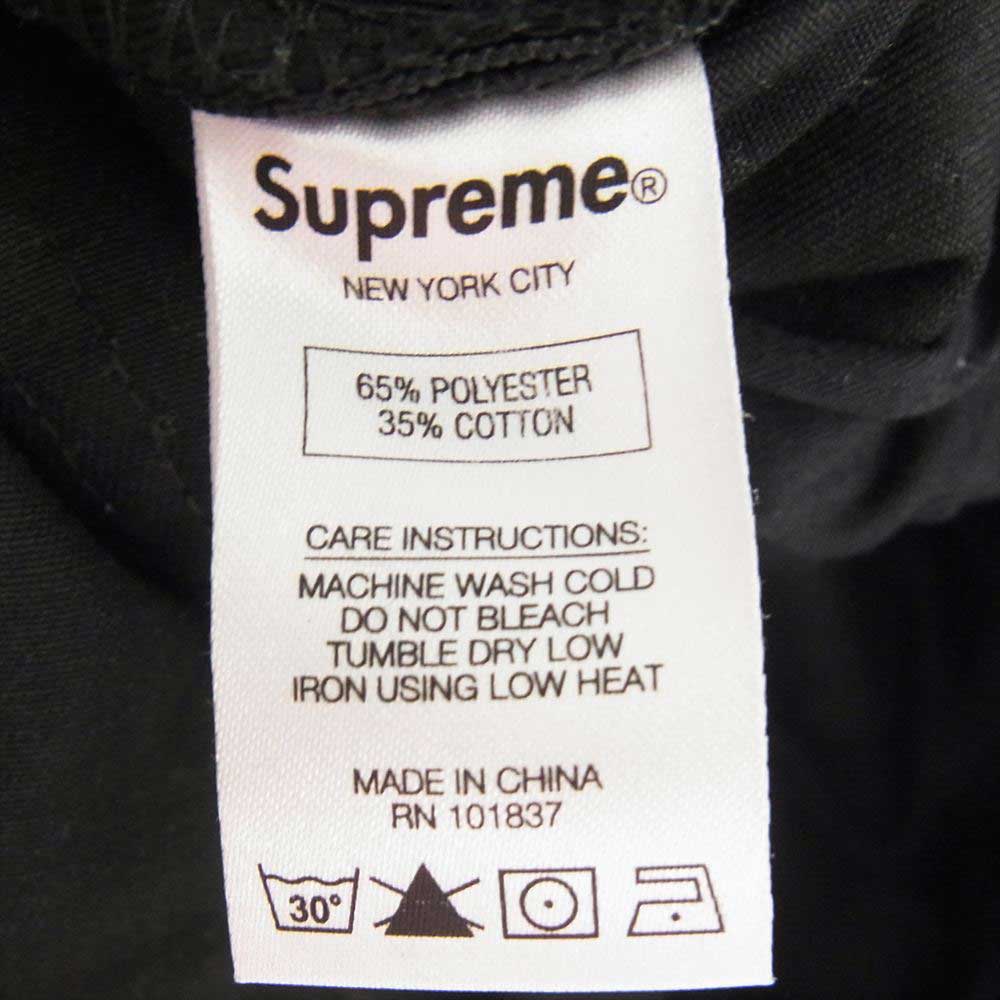 Supreme®
NEW YORK CITY
65% POLYESTER
35% COTTON
CARE INSTRUCTIONS:
MACHINE WASH COLD
DO NOT BLEACH
TUMBLE DRY LOW
IRON USING LOW HEAT
MADE IN CHINA
RN 101837
30°